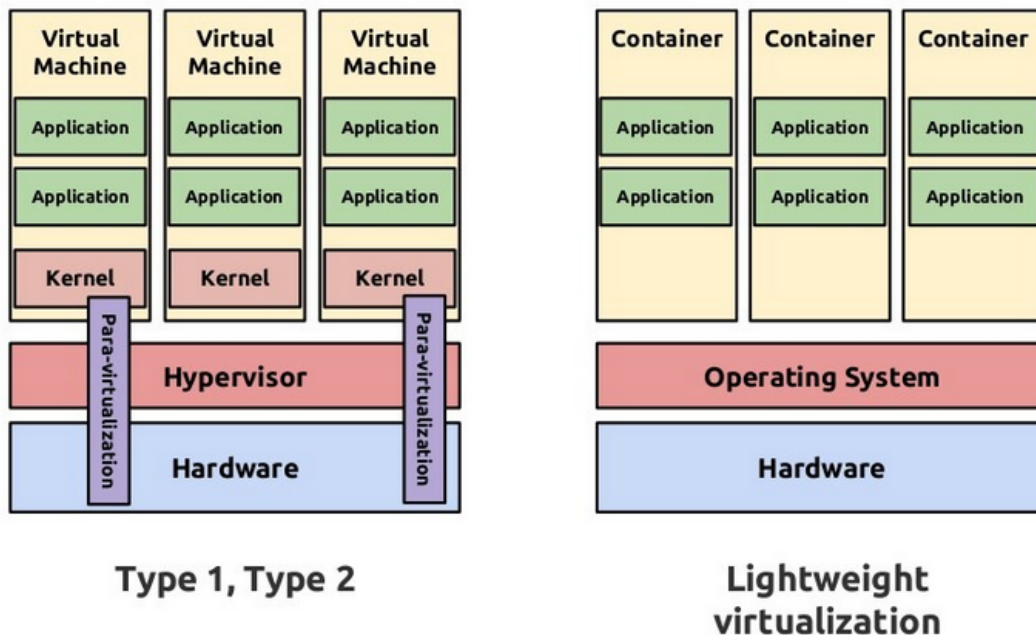 Virtual
Machine
Virtual
Machine
Virtual
Machine
Application
Application
Application
Application
Application
Application
Kernel
Kernel
Kernel
Para-virtualization
Para-virtualization
Hypervisor
Hardware
Type 1, Type 2
Container
Container
Container
Application
Application
Application
Application
Application
Application
Operating System
Hardware
Lightweight
virtualization